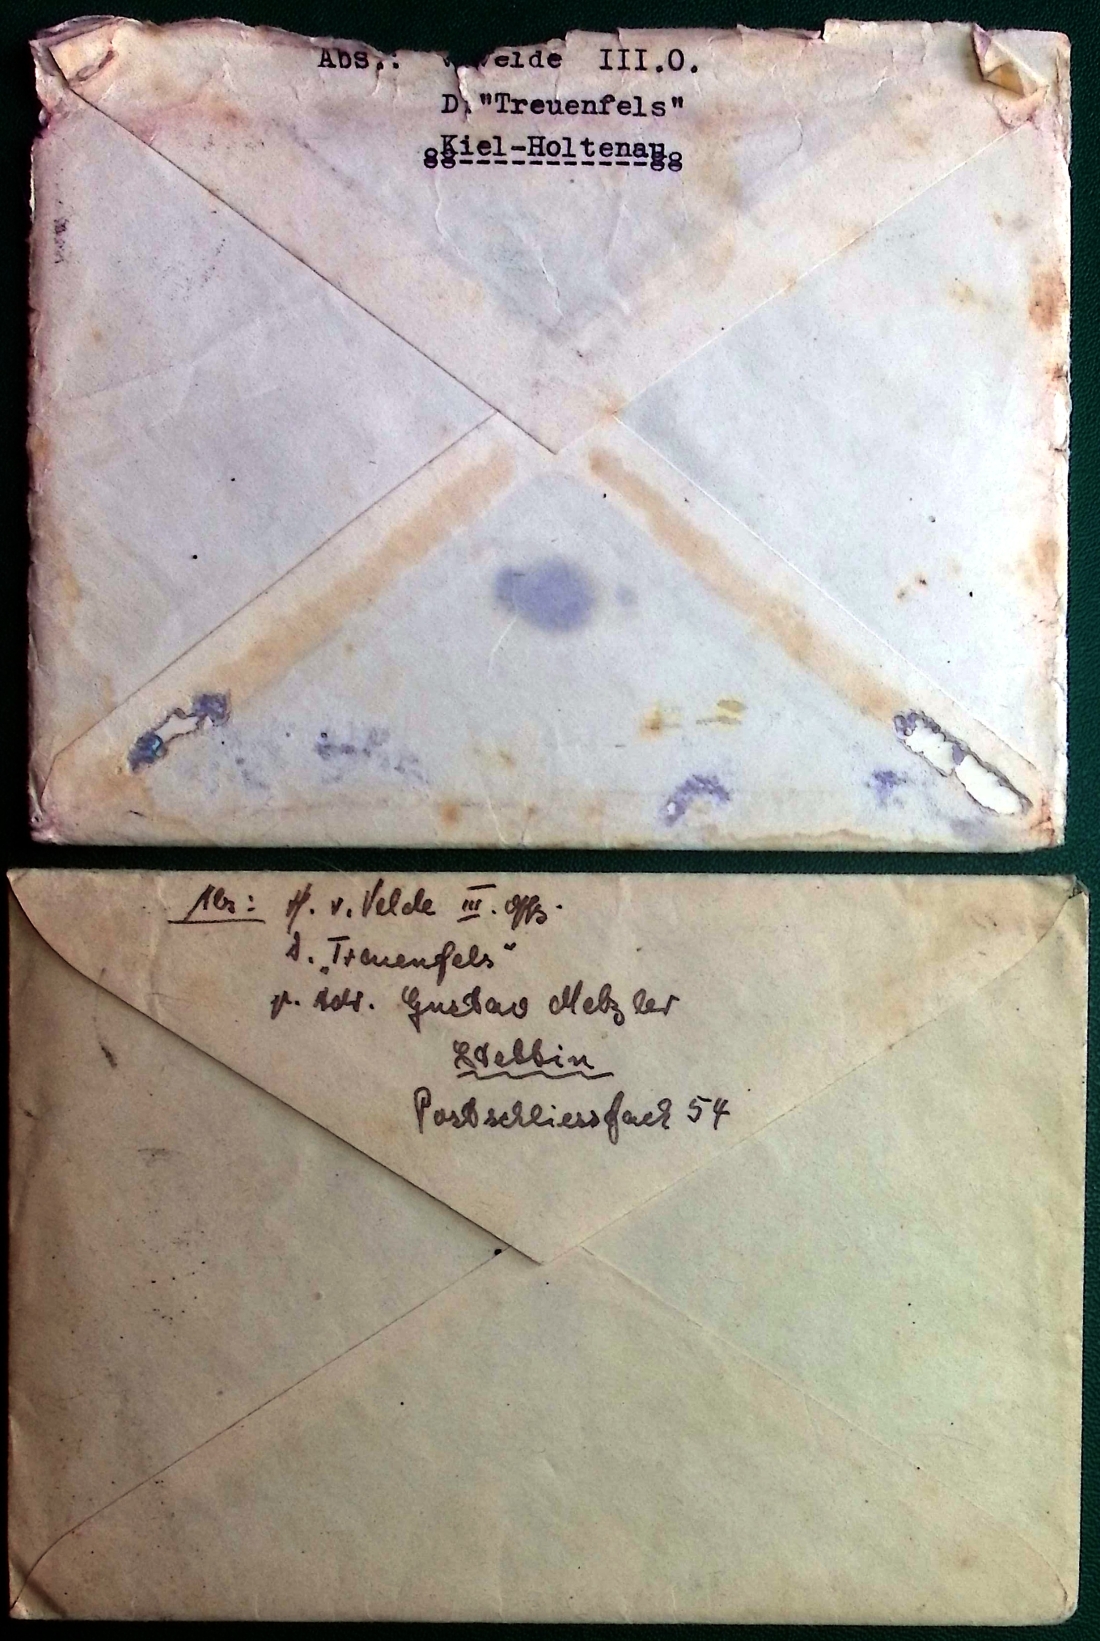 Abs.: v.Velde III.O.
D."Treuenfels"
Kiel-Holtenau
Abs: H. v. Velde III. Offz.
D. „Treuenfels“
p. Adr. Gustav Metzler
Stettin
Postschliessfach 54